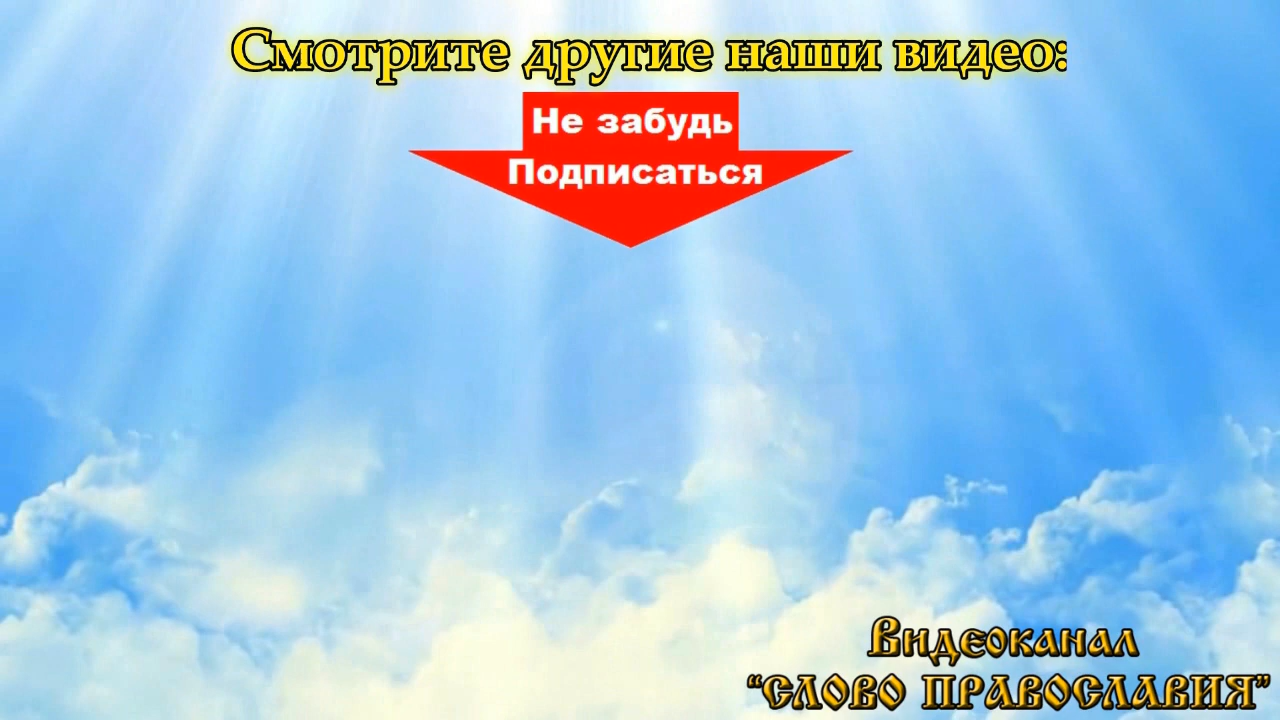 Смотрите другие наши видео:
Не забудь
Подписаться
Видеоканал
“СЛОВО ПРАВОСЛАВИЯ”